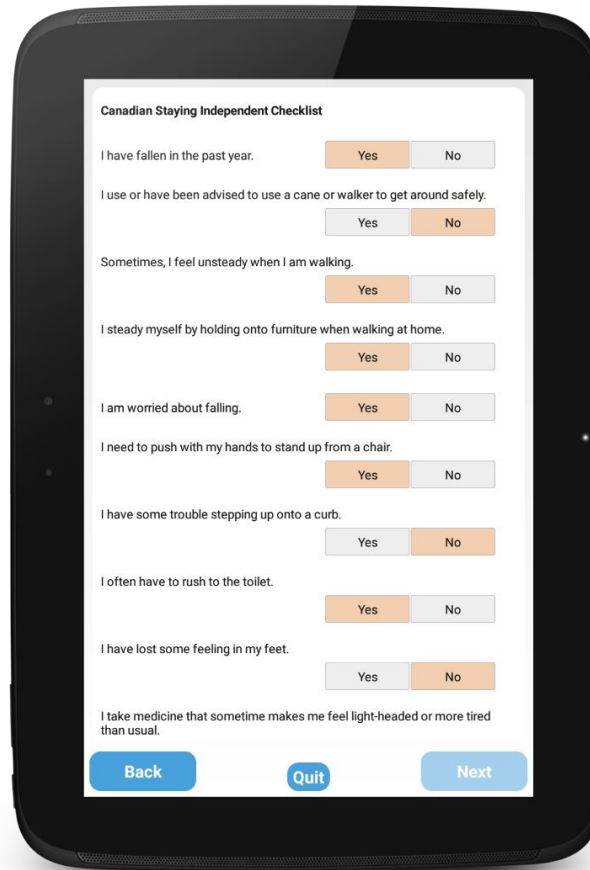 Canadian Staying Independent Checklist
I have fallen in the past year. Yes No
I use or have been advised to use a cane or walker to get around safely.
Yes No
Sometimes, I feel unsteady when I am walking.
Yes No
I steady myself by holding onto furniture when walking at home.
Yes No
I am worried about falling. Yes No
I need to push with my hands to stand up from a chair.
Yes No
I have some trouble stepping up onto a curb.
Yes No
I often have to rush to the toilet.
Yes No
I have lost some feeling in my feet.
Yes No
I take medicine that sometime makes me feel light-headed or more tired
than usual.
Back Quit Next